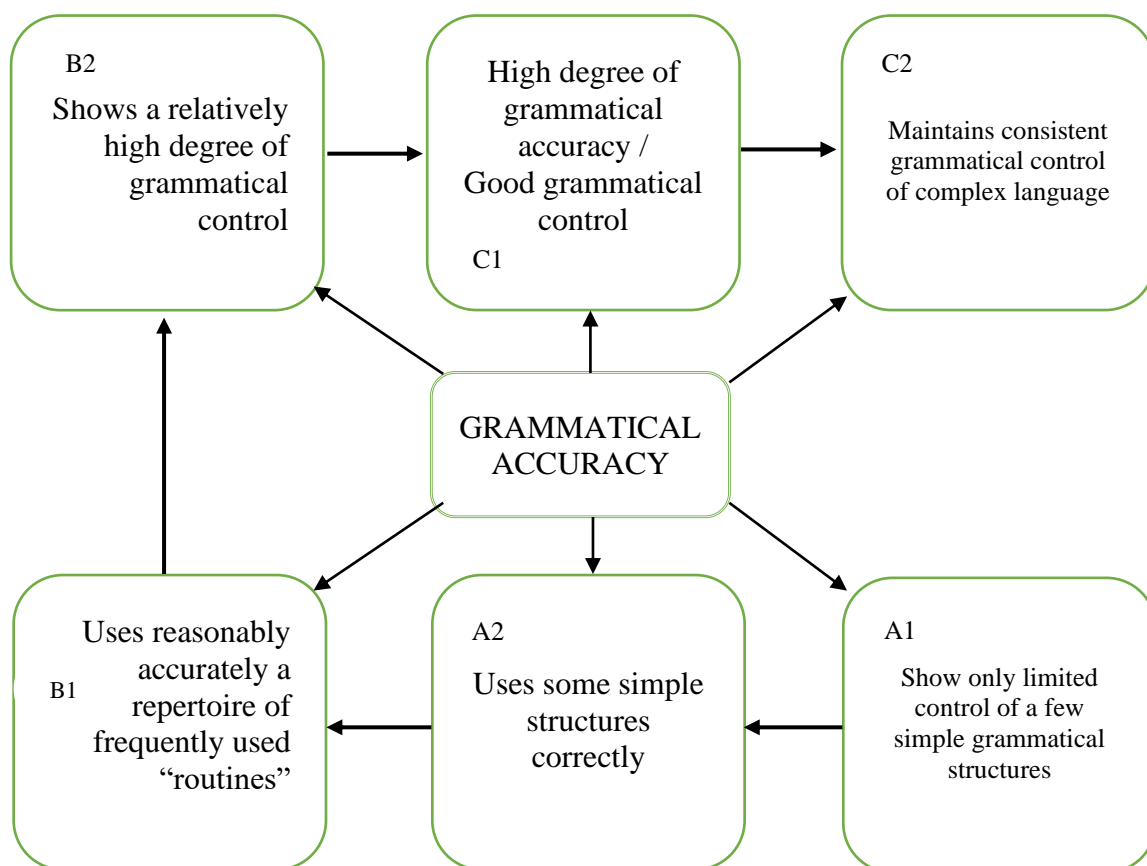 B2
Shows a relatively
high degree of
grammatical
control
High degree of
grammatical
accuracy /
Good grammatical
control
C1
C2
Maintains consistent
grammatical control
of complex language
GRAMMATICAL
ACCURACY
Uses reasonably
accurately a
B1
repertoire of
frequently used
“routines”
A2
Uses some simple
structures
correctly
A1
Show only limited
control of a few
simple grammatical
structures